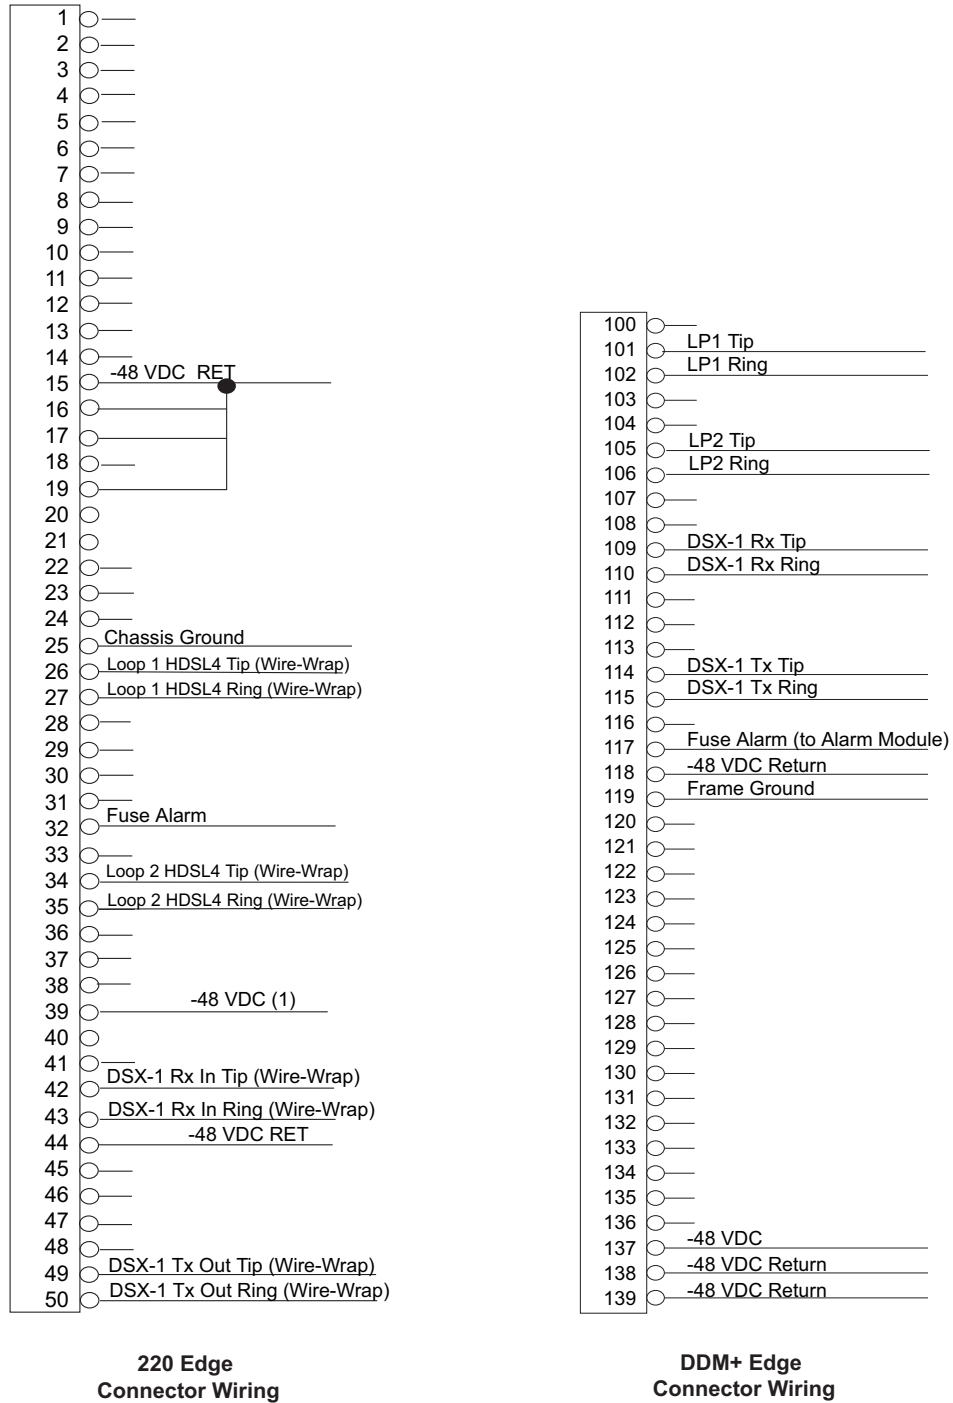 1
2
3
4
5
6
7
8
9
10
11
12
13
14
15 -48 VDC RET
16
17
18
19
20
21
22
23
24
25 Chassis Ground
26 Loop 1 HDSL4 Tip (Wire-Wrap)
27 Loop 1 HDSL4 Ring (Wire-Wrap)
28
29
30
31
32 Fuse Alarm
33
34 Loop 2 HDSL4 Tip (Wire-Wrap)
35 Loop 2 HDSL4 Ring (Wire-Wrap)
36
37
38
39 -48 VDC (1)
40
41
42 DSX-1 Rx In Tip (Wire-Wrap)
43 DSX-1 Rx In Ring (Wire-Wrap)
44 -48 VDC RET
45
46
47
48
49 DSX-1 Tx Out Tip (Wire-Wrap)
50 DSX-1 Tx Out Ring (Wire-Wrap)
220 Edge
Connector Wiring
100
101 LP1 Tip
102 LP1 Ring
103
104
105 LP2 Tip
106 LP2 Ring
107
108
109 DSX-1 Rx Tip
110 DSX-1 Rx Ring
111
112
113
114 DSX-1 Tx Tip
115 DSX-1 Tx Ring
116
117 Fuse Alarm (to Alarm Module)
118 -48 VDC Return
119 Frame Ground
120
121
122
123
124
125
126
127
128
129
130
131
132
133
134
135
136
137 -48 VDC
138 -48 VDC Return
139 -48 VDC Return
DDM+ Edge
Connector Wiring